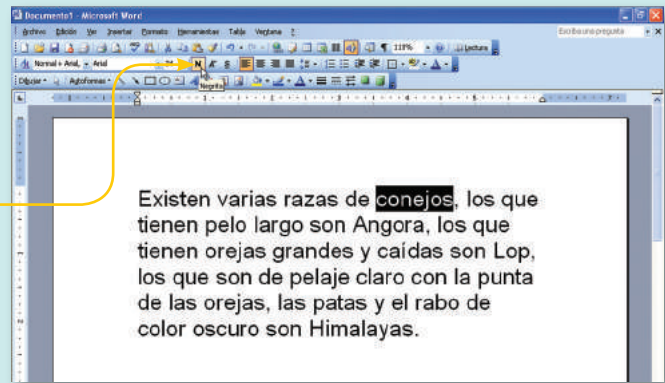 Documento1 - Microsoft Word
Archivo Edición Ver Insertar Formato Herramientas Tabla Ventana ?
Escriba una pregunta
118% Lectura
Normal + Arial, Arial N K S
Dibujar Autoformas
Negrita
Existen varias razas de conejos, los que
tienen pelo largo son Angora, los que
tienen orejas grandes y caídas son Lop,
los que son de pelaje claro con la punta
de las orejas, las patas y el rabo de
color oscuro son Himalayas.